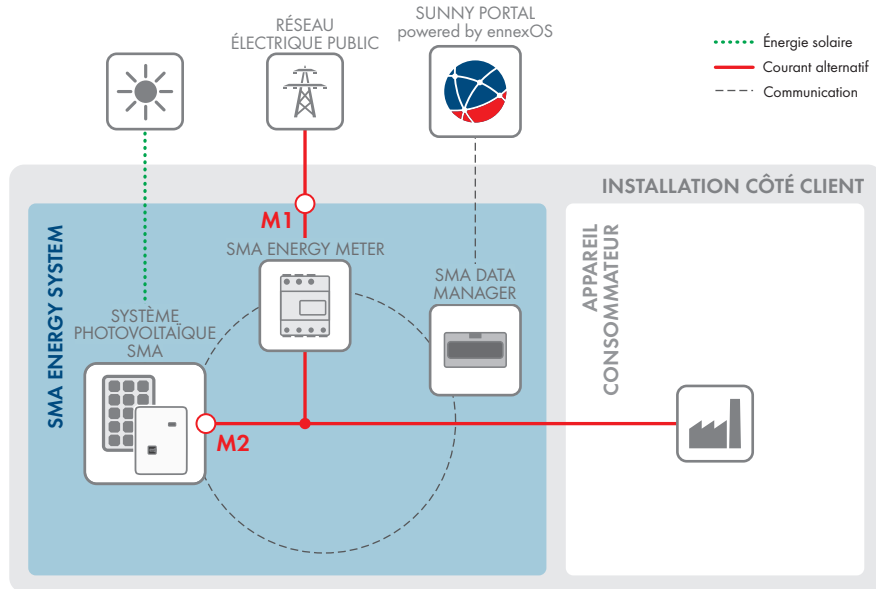 RÉSEAU
ÉLECTRIQUE PUBLIC
SUNNY PORTAL
powered by ennexOS
Énergie solaire
Courant alternatif
Communication
INSTALLATION CÔTÉ CLIENT
SMA ENERGY SYSTEM
M1
SMA ENERGY METER
SMA DATA
MANAGER
SYSTÈME
PHOTOVOLTAÏQUE
SMA
M2
APPAREIL
CONSOMMATEUR